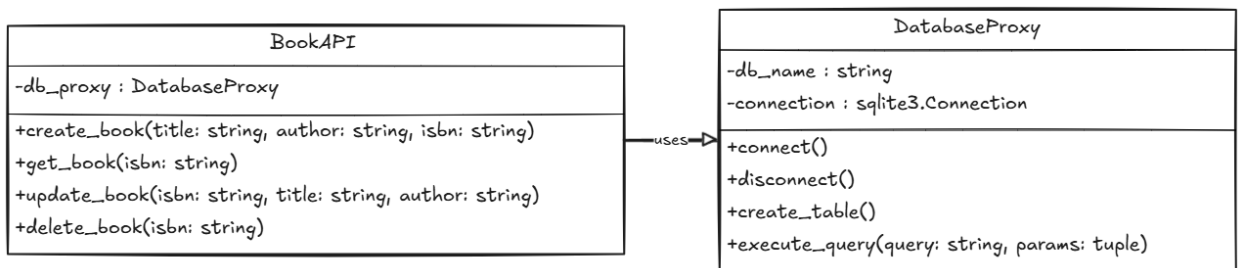 BookAPI
-db_proxy : DatabaseProxy
+create_book(title: string, author: string, isbn: string)
+get_book(isbn: string)
+update_book(isbn: string, title: string, author: string)
+delete_book(isbn: string)
uses
DatabaseProxy
-db_name : string
-connection : sqlite3.Connection
+connect()
+disconnect()
+create_table()
+execute_query(query: string, params: tuple)